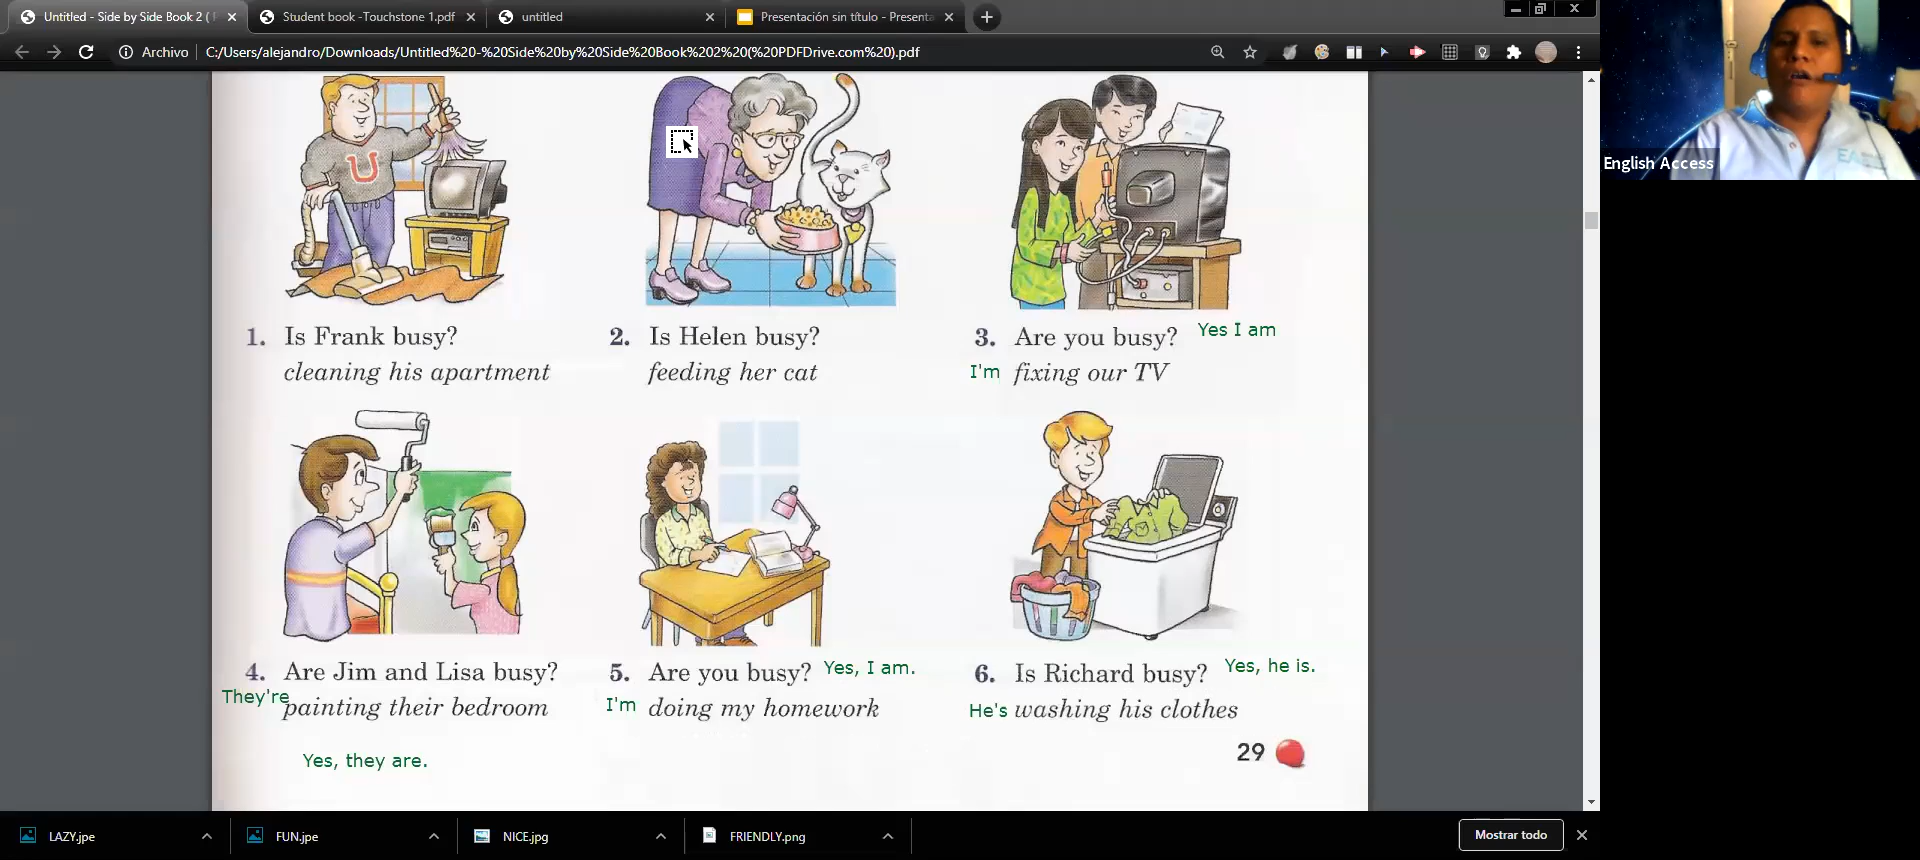 Untitled - Side by Side Book 2 (
Student book -Touchstone 1.pdf
untitled
Presentación sin título - Presenta
Archivo
C:/Users/alejandro/Downloads/Untitled%20-%20Side%20by%20Side%20Book%202%20(%20PDFDrive.com%20).pdf
English Access
U
1. Is Frank busy?
cleaning his apartment
2. Is Helen busy?
feeding her cat
3. Are you busy? Yes I am
I'm fixing our TV
4. Are Jim and Lisa busy?
They're painting their bedroom
Yes, they are.
5. Are you busy? Yes, I am.
I'm doing my homework
6. Is Richard busy? Yes, he is.
He's washing his clothes
29
LAZY.jpe
FUN.jpe
NICE.jpg
FRIENDLY.png
Mostrar todo